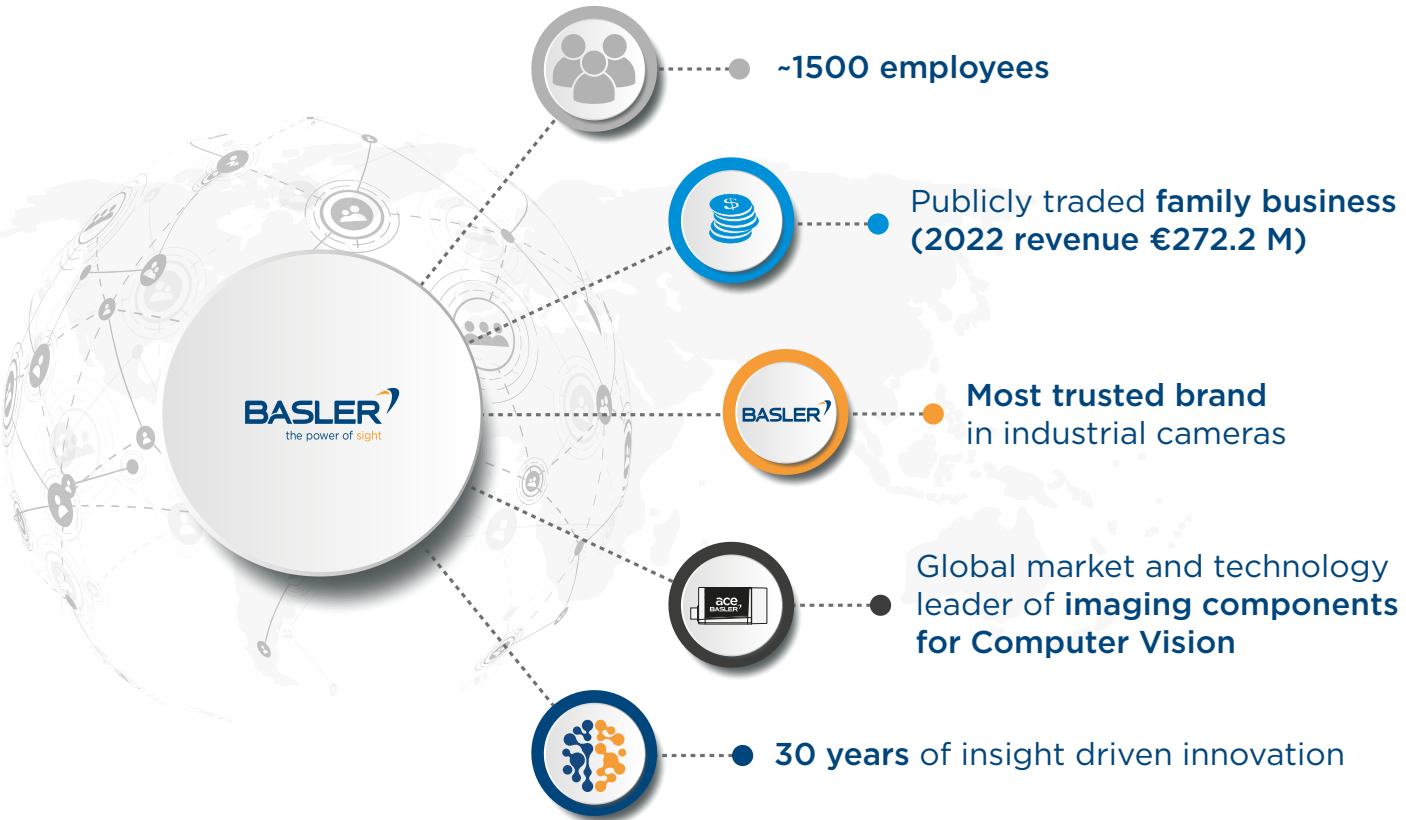 ~1500 employees
Publicly traded family business
(2022 revenue €272.2 M)
BASLER
the power of sight
BASLER
Most trusted brand
in industrial cameras
ace
BASLER
Global market and technology
leader of imaging components
for Computer Vision
30 years of insight driven innovation
$